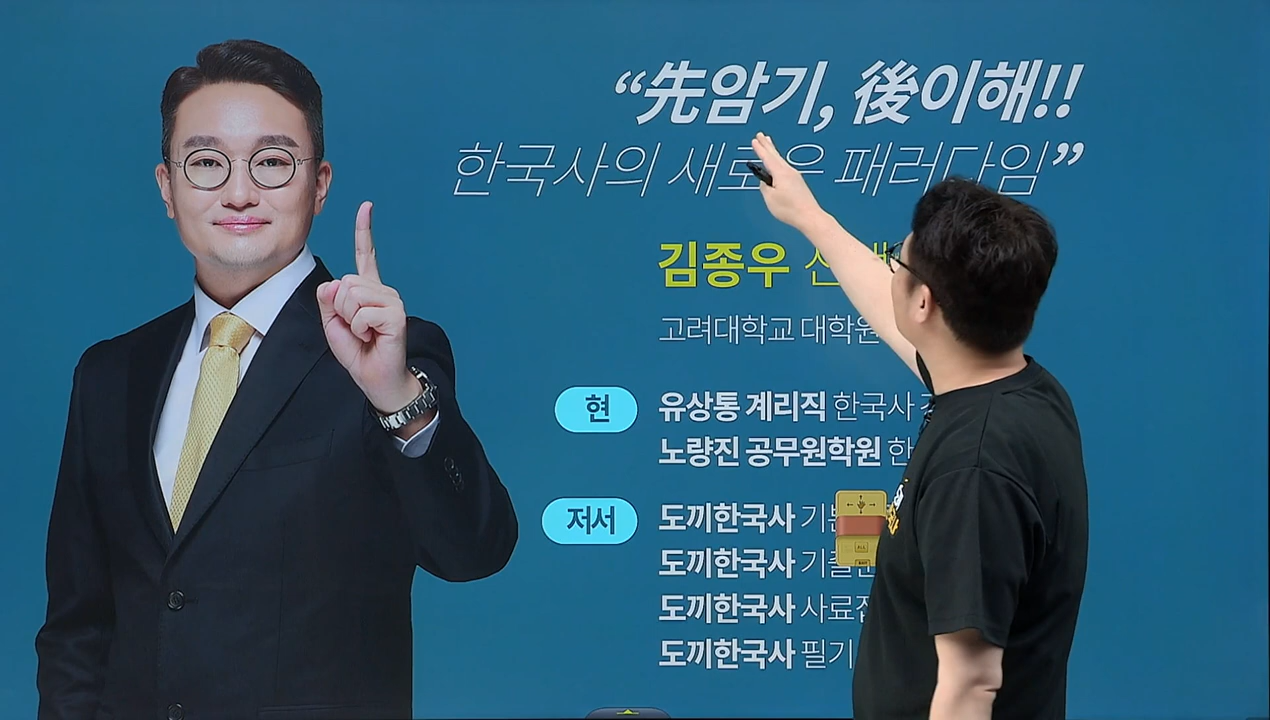 “先암기, 後이해!!
한국사의 새로운 패러다임”
김종우
고려대학교 대학원
현
유상통 계리직 한국사
노량진 공무원학원
저서
도끼한국사
도끼한국사
도끼한국사
도끼한국사 필기
ALL